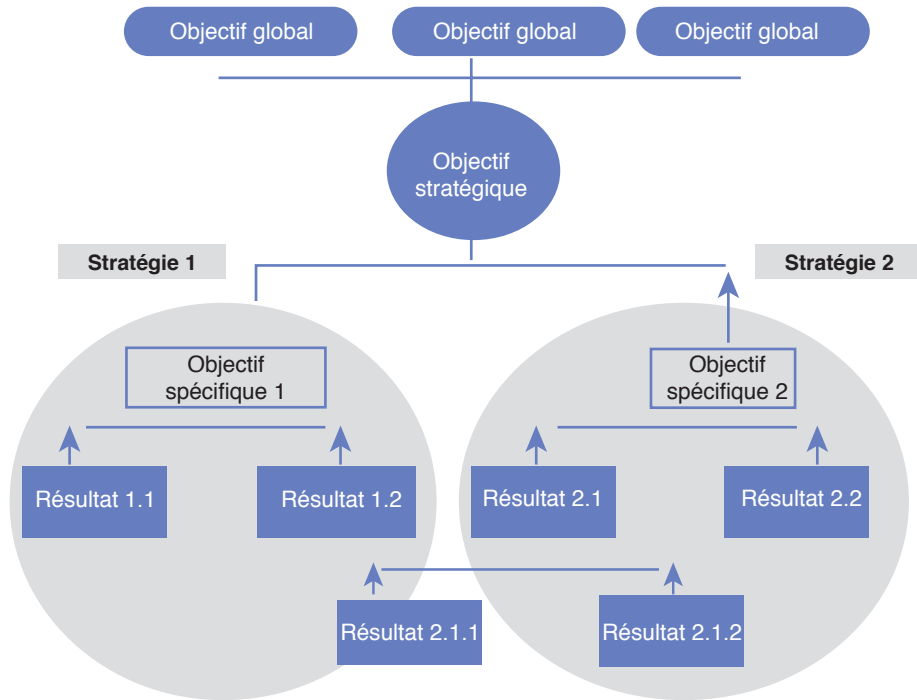 Objectif global
Objectif global
Objectif global
Objectif
stratégique
Stratégie 1
Stratégie 2
Objectif
spécifique 1
Objectif
spécifique 2
Résultat 1.1
Résultat 1.2
Résultat 2.1
Résultat 2.2
Résultat 2.1.1
Résultat 2.1.2